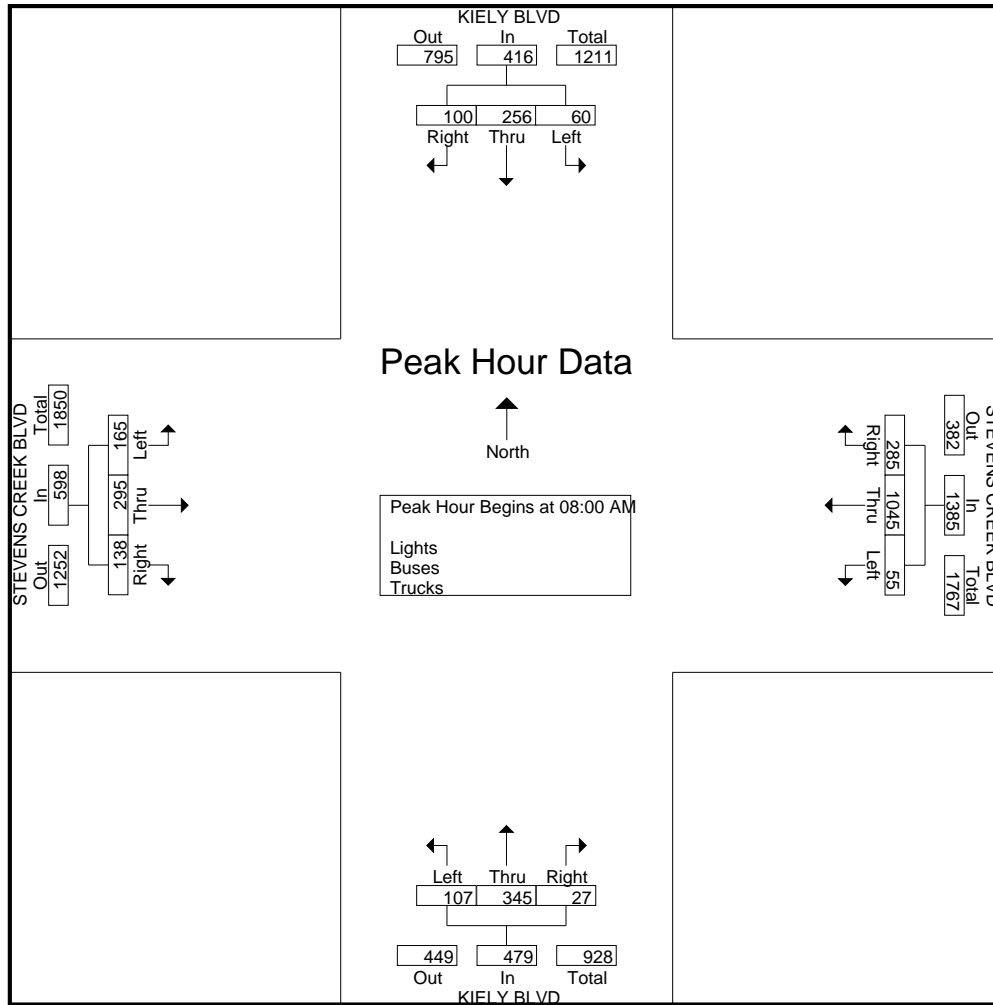 KIELY BLVD
Out In Total
795 416 1211
100 256 60
Right Thru Left
Peak Hour Data
North
Peak Hour Begins at 08:00 AM
Lights
Buses
Trucks
STEVENS CREEK BLVD
Out In Total
1252 598 1850
Left Thru Right
165 295 138
STEVENS CREEK BLVD
Out In Total
382 1385 1767
Right Thru Left
285 1045 55
Left Thru Right
107 345 27
449 479 928
Out In Total
KIELY BLVD